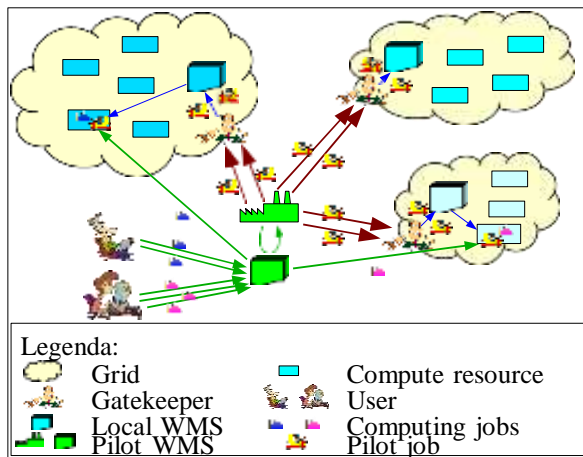 Legenda:
Grid
Compute resource
Gatekeeper
User
Local WMS
Computing jobs
Pilot WMS
Pilot job